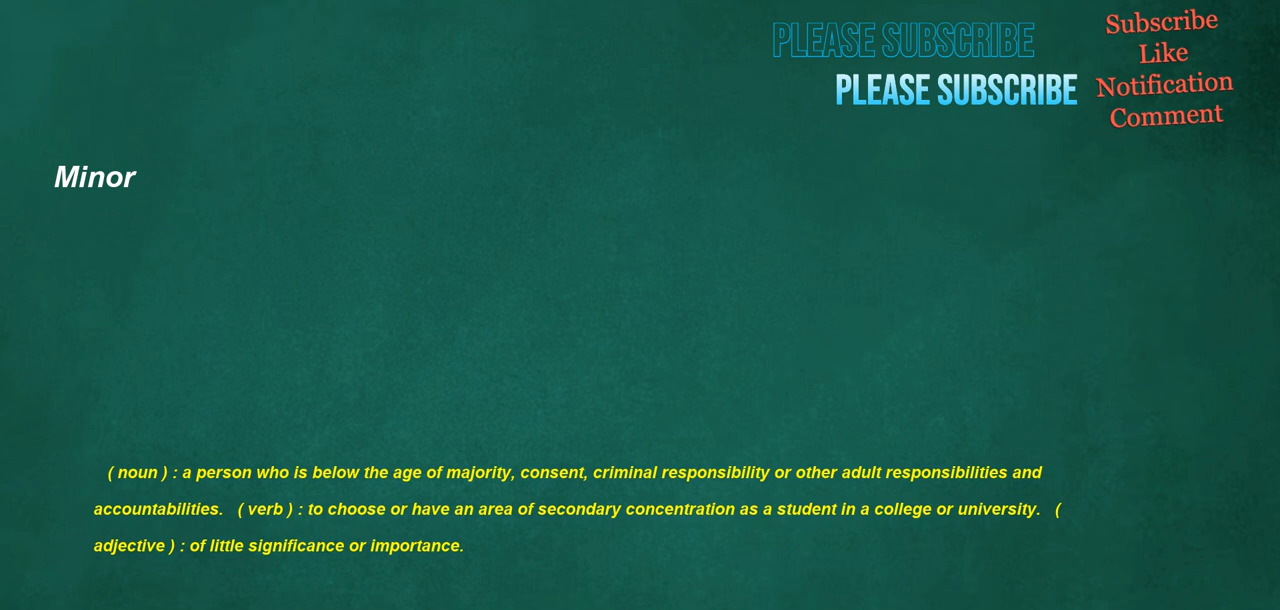 PLEASE SUBSCRIBE
PLEASE SUBSCRIBE
Subscribe
Like
Notification
Comment
Minor
( noun ) : a person who is below the age of majority, consent, criminal responsibility or other adult responsibilities and
accountabilities.   ( verb ) : to choose or have an area of secondary concentration as a student in a college or university.   (
adjective ) : of little significance or importance.